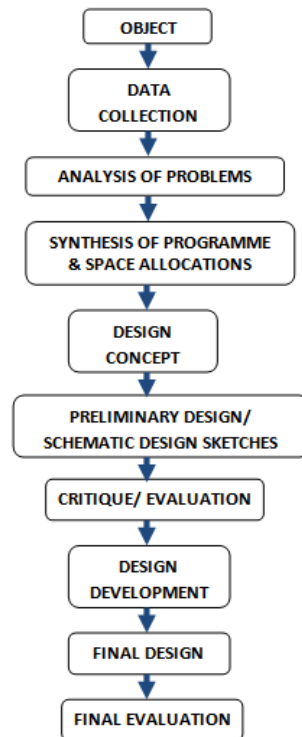 OBJECT
DATA
COLLECTION
ANALYSIS OF PROBLEMS
SYNTHESIS OF PROGRAMME
& SPACE ALLOCATIONS
DESIGN
CONCEPT
PRELIMINARY DESIGN/
SCHEMATIC DESIGN SKETCHES
CRITIQUE/ EVALUATION
DESIGN
DEVELOPMENT
FINAL DESIGN
FINAL EVALUATION